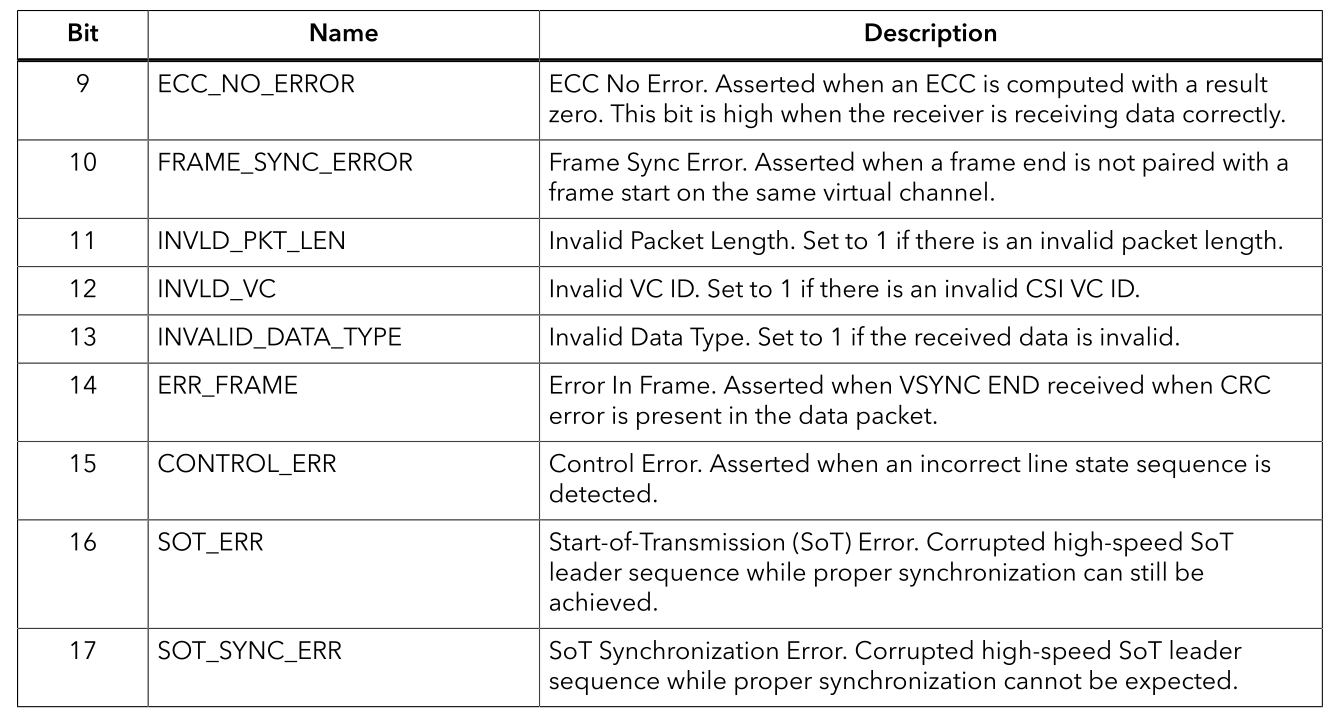 Bit Name Description
9 ECC_NO_ERROR ECC No Error. Asserted when an ECC is computed with a result
zero. This bit is high when the receiver is receiving data correctly.
10 FRAME_SYNC_ERROR Frame Sync Error. Asserted when a frame end is not paired with a
frame start on the same virtual channel.
11 INVLD_PKT_LEN Invalid Packet Length. Set to 1 if there is an invalid packet length.
12 INVLD_VC Invalid VC ID. Set to 1 if there is an invalid CSI VC ID.
13 INVALID_DATA_TYPE Invalid Data Type. Set to 1 if the received data is invalid.
14 ERR_FRAME Error In Frame. Asserted when VSYNC END received when CRC
error is present in the data packet.
15 CONTROL_ERR Control Error. Asserted when an incorrect line state sequence is
detected.
16 SOT_ERR Start-of-Transmission (SoT) Error. Corrupted high-speed SoT
leader sequence while proper synchronization can still be
achieved.
17 SOT_SYNC_ERR SoT Synchronization Error. Corrupted high-speed SoT leader
sequence while proper synchronization cannot be expected.